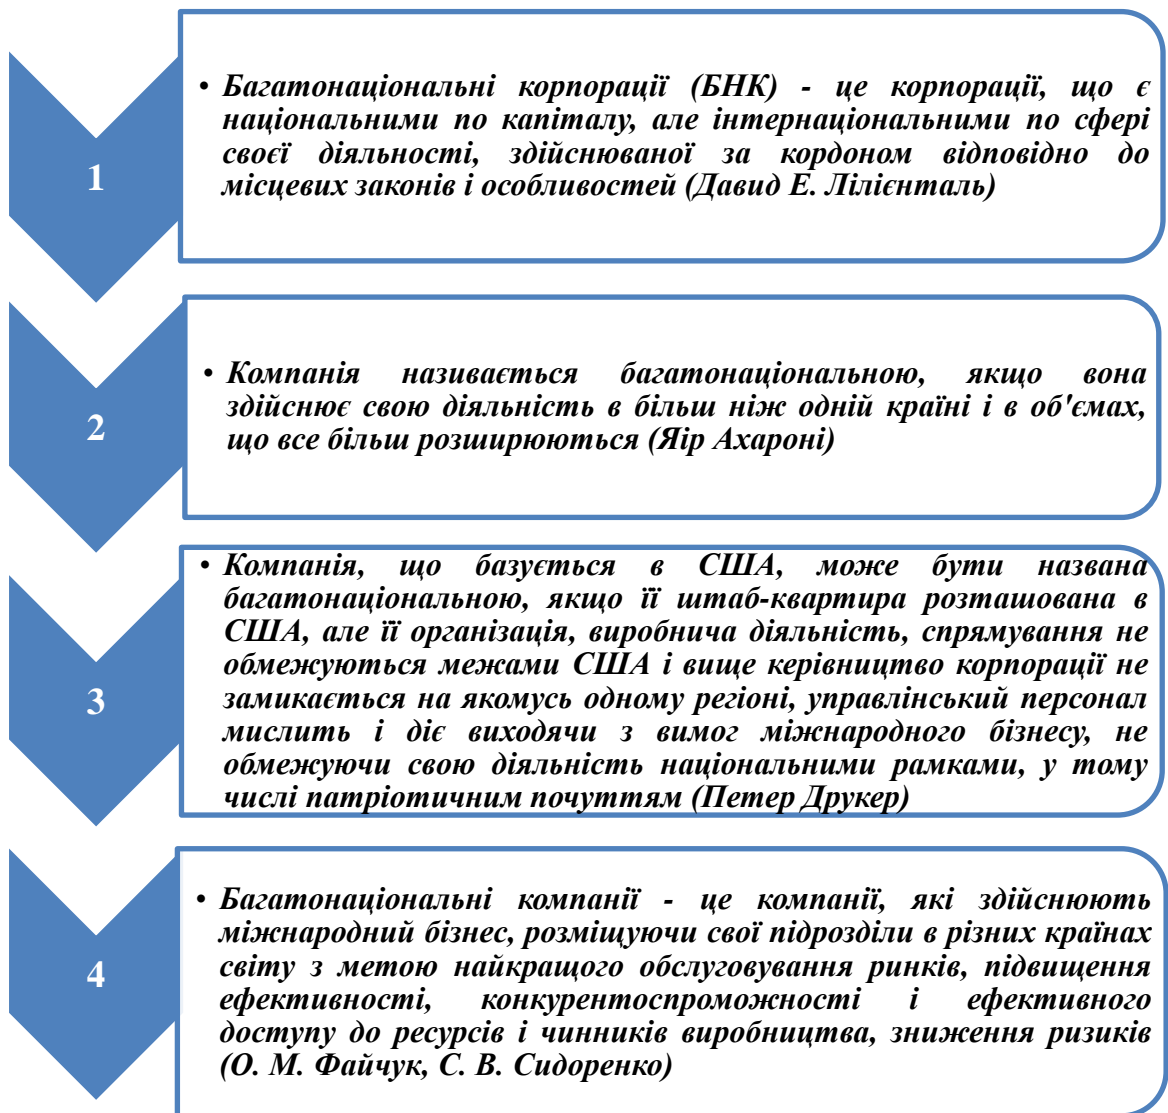 1
• Багатонаціональні корпорації (БНК) - це корпорації, що є
національними по капіталу, але інтернаціональними по сфері
своєї діяльності, здійснюваної за кордоном відповідно до
місцевих законів і особливостей (Давид Е. Лілієнталь)
2
• Компанія називається багатонаціональною, якщо вона
здійснює свою діяльність в більш ніж одній країні і в об'ємах,
що все більш розширюються (Яір Ахароні)
3
• Компанія, що базується в США, може бути названа
багатонаціональною, якщо її штаб-квартира розташована в
США, але її організація, виробнича діяльність, спрямування не
обмежуються межами США і вище керівництво корпорації не
замикається на якомусь одному регіоні, управлінський персонал
мислить і діє виходячи з вимог міжнародного бізнесу, не
обмежуючи свою діяльність національними рамками, у тому
числі патріотичним почуттям (Петер Друкер)
4
• Багатонаціональні компанії - це компанії, які здійснюють
міжнародний бізнес, розміщуючи свої підрозділи в різних країнах
світу з метою найкращого обслуговування ринків, підвищення
ефективності, конкурентоспроможності і ефективного
доступу до ресурсів і чинників виробництва, зниження ризиків
(О. М. Файчук, С. В. Сидоренко)